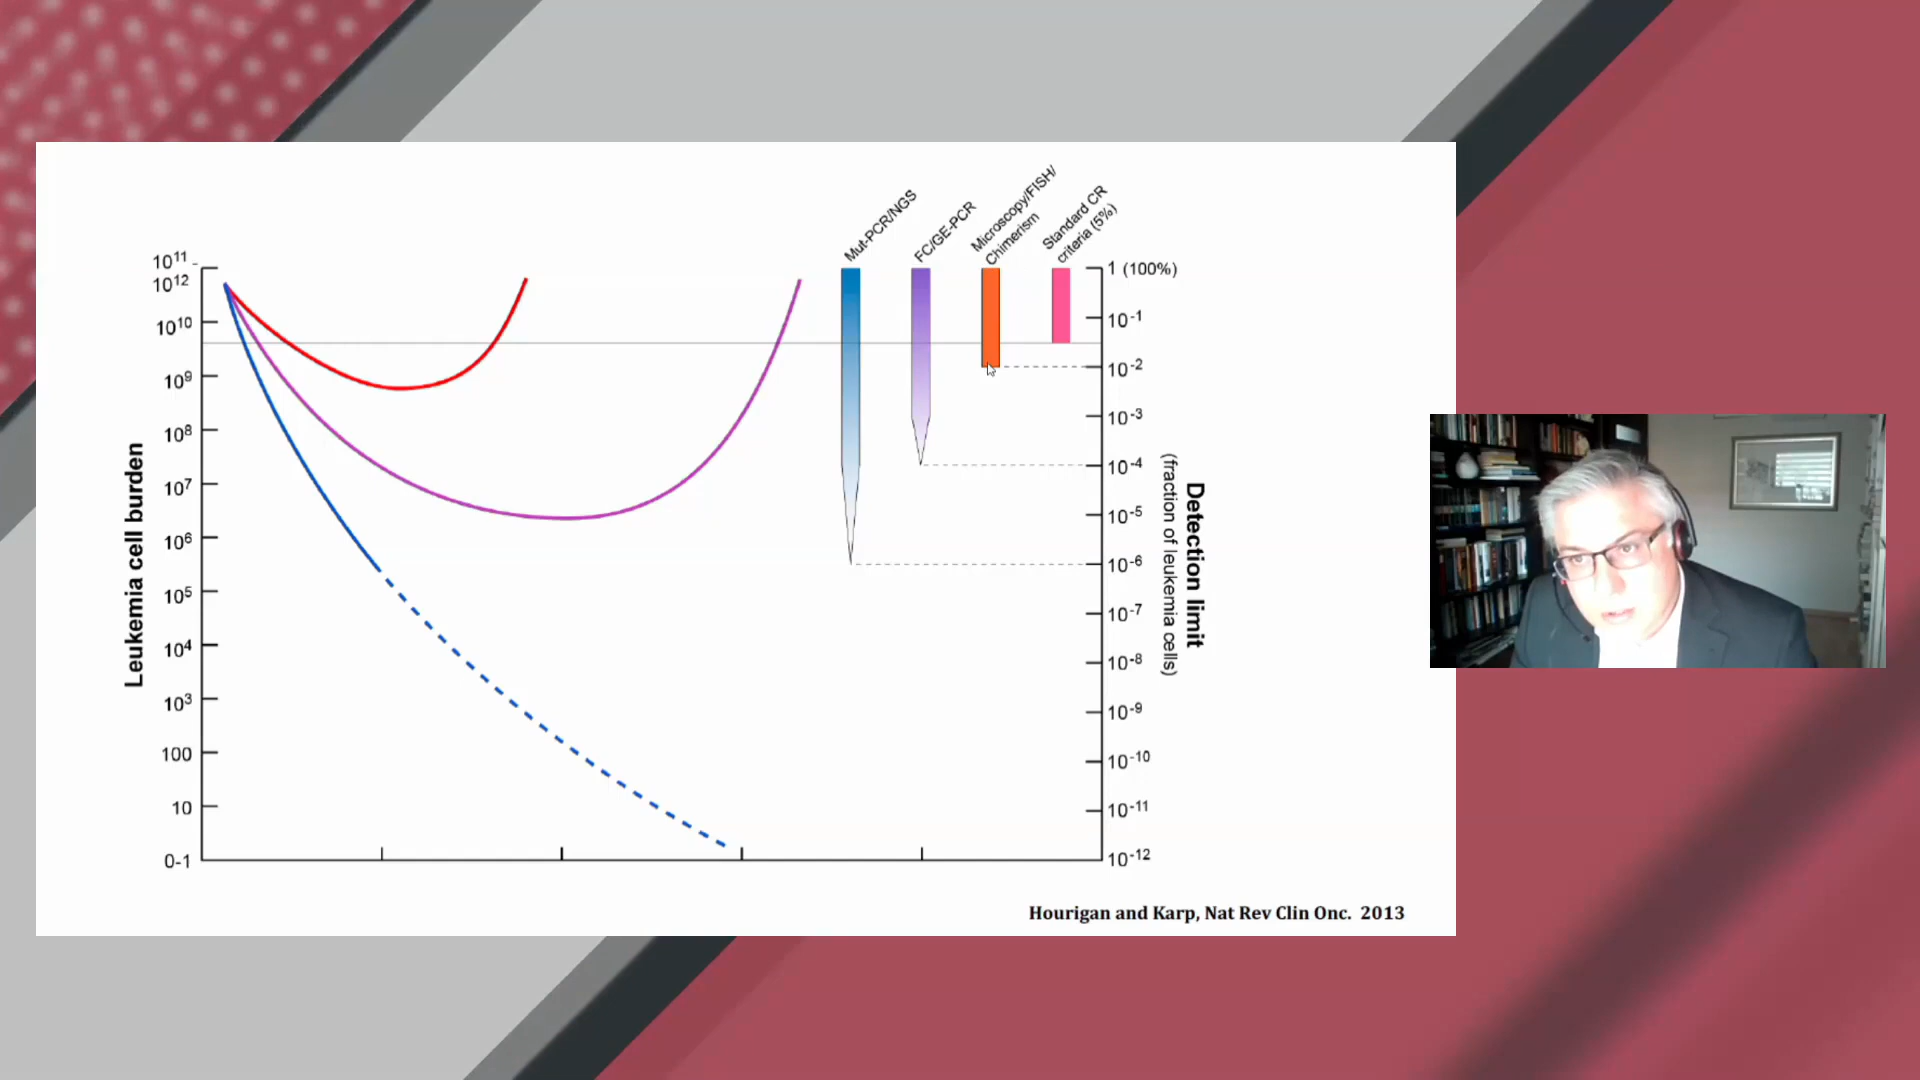 Mut-PCR/NGS
FC/GE-PCR
Microscopy/FISH/
Chimerism
Standard CR
criteria (5%)
10¹¹ -
10¹²
10¹⁰
10⁹
10⁸
10⁷
10⁶
10⁵
10⁴
10³
100
10
0-1
Leukemia cell burden
1 (100%)
10⁻¹
10⁻²
10⁻³
10⁻⁴
10⁻⁵
10⁻⁶
10⁻⁷
10⁻⁸
10⁻⁹
10⁻¹⁰
10⁻¹¹
10⁻¹²
Detection limit
(fraction of leukemia cells)
Hourigan and Karp, Nat Rev Clin Onc. 2013